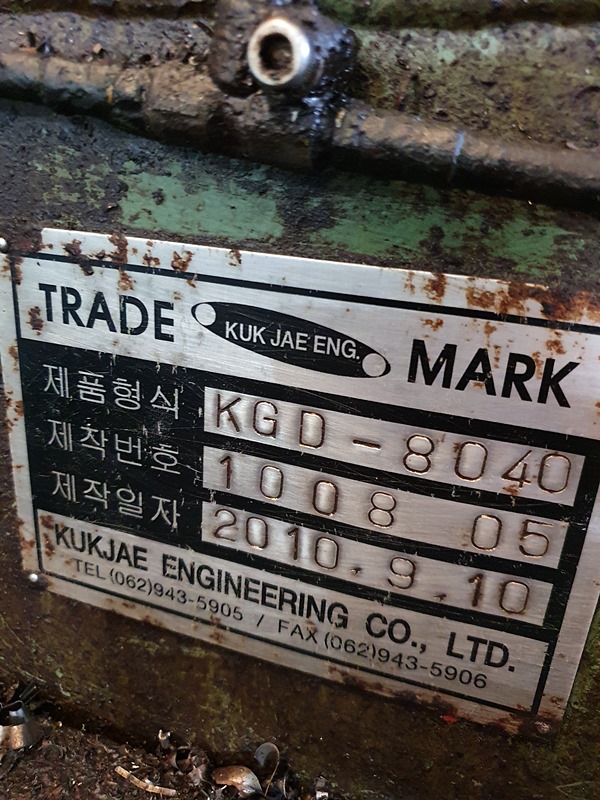 TRADE KUK JAE ENG. MARK
제품형식 KGD-8040
제작번호 1008 05
제작일자 2010.9.10
KUKJAE ENGINEERING CO., LTD.
TEL (062)943-5905 / FAX (062)943-5906